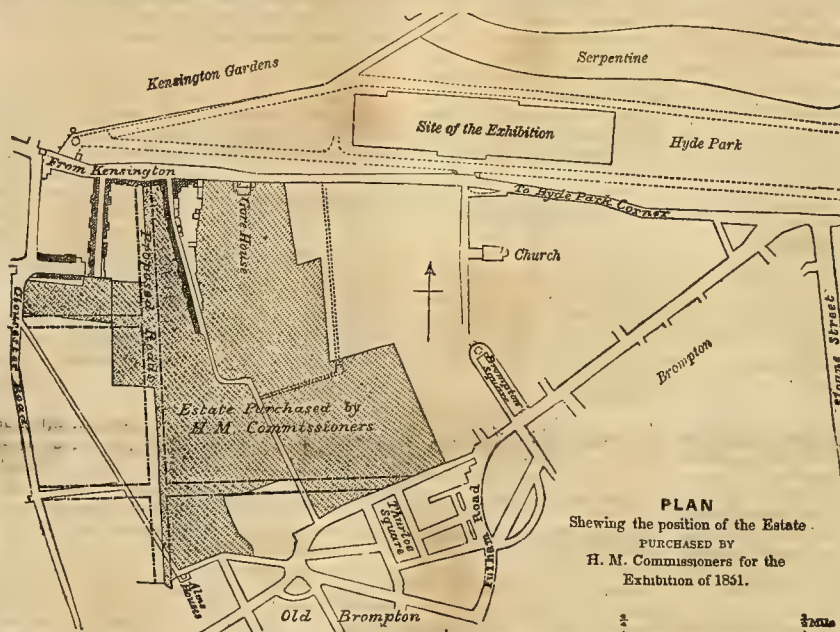 Kensington Gardens
Serpentine
Site of the Exhibition
Hyde Park
From Kensington
To Hyde Park Corner
Gore House
Proposed Roads
Church
Gloucester Road
Brompton
Square
Brompton
Sloane Street
Estate Purchased by
H. M. Commissioners
Thurloe
Square
Fulham Road
Alms
Houses
Old Brompton
PLAN
Shewing the position of the Estate
PURCHASED BY
H. M. Commissioners for the
Exhibition of 1851.